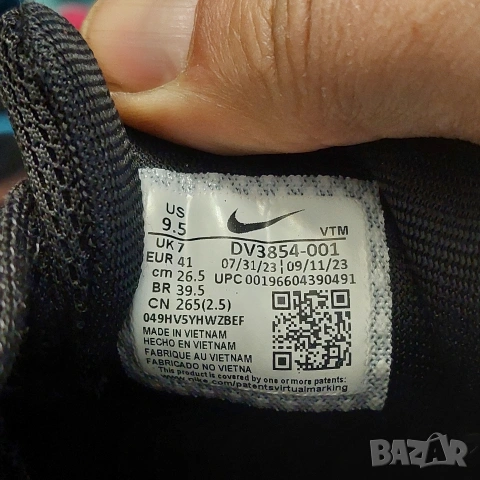 US
9.5
VTM
UK 7
DV3854-001
EUR 41
07/31/23 | 09/11/23
cm 26.5
UPC 00196604390491
BR 39.5
CN 265(2.5)
049HV5YHWZBEF
MADE IN VIETNAM
HECHO EN VIETNAM
FABRIQUE AU VIETNAM
FABRICADO NO VIETNA
This product is covered by one or more patents:
www.nike.com/patentsvirtualmarking
BAZAR